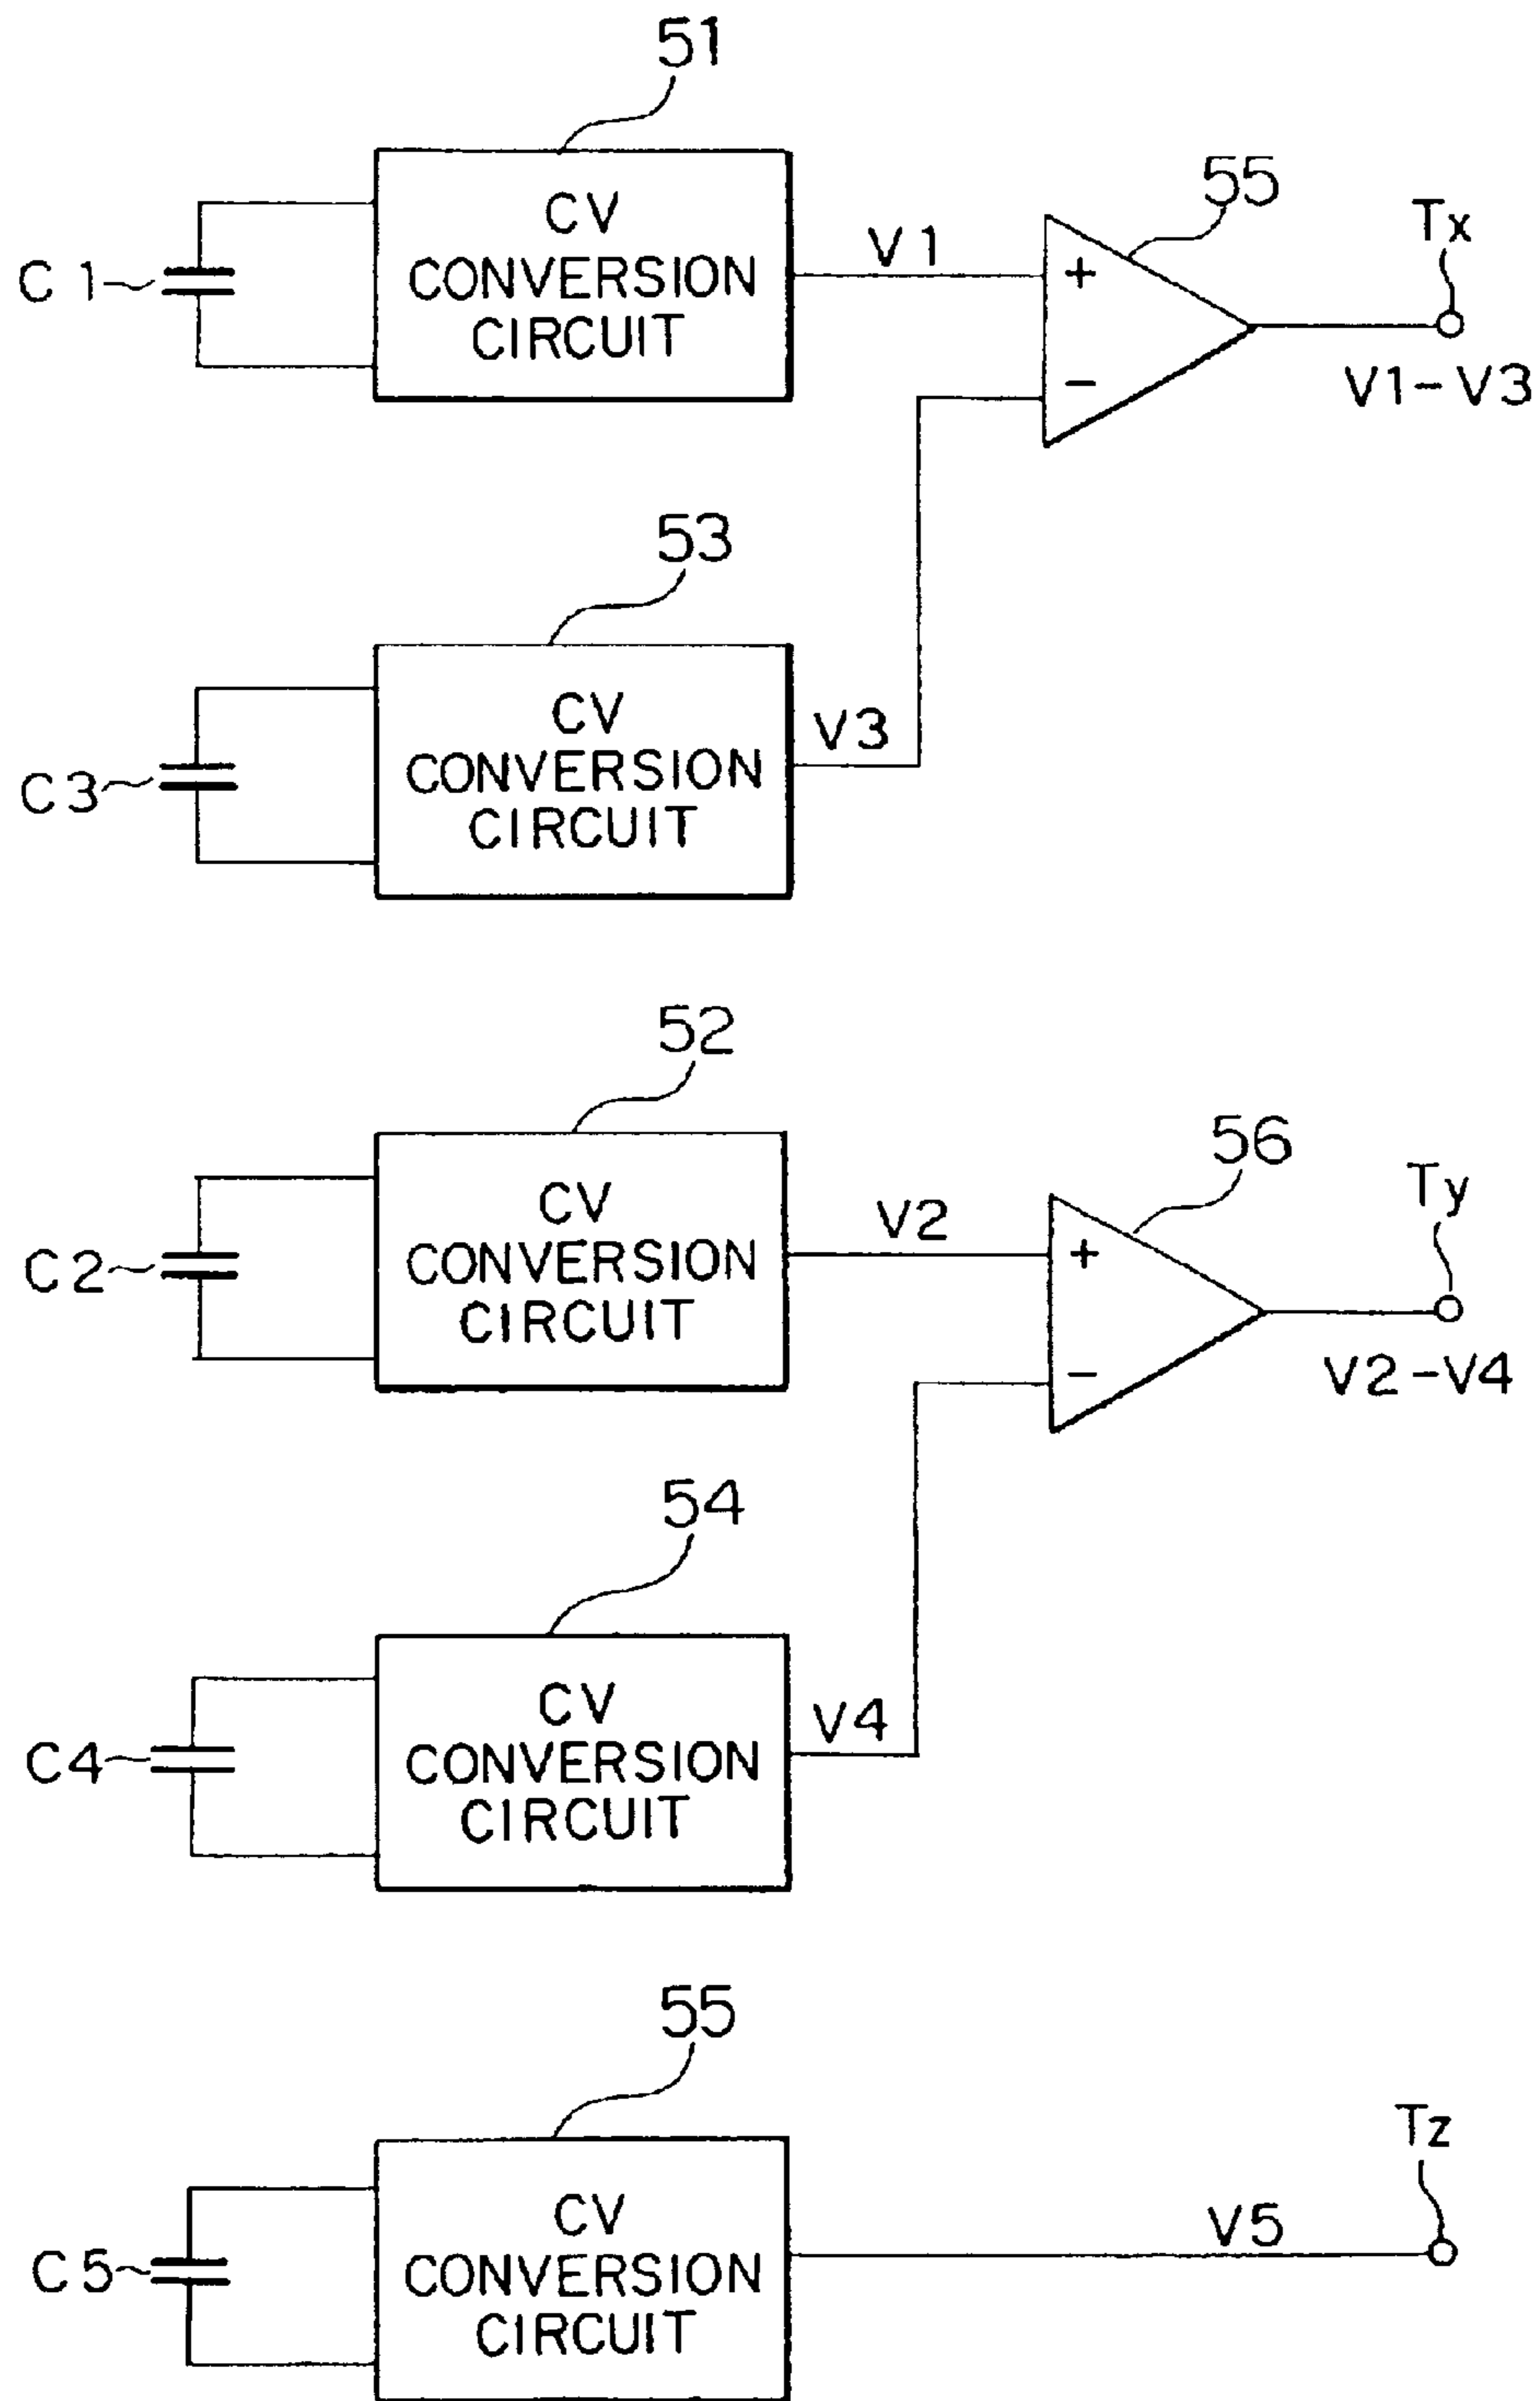 51
CV
CONVERSION
CIRCUIT
C1
V1
55
+
-
Tx
V1-V3
53
CV
CONVERSION
CIRCUIT
C3
V3
52
CV
CONVERSION
CIRCUIT
C2
V2
56
+
-
Ty
V2-V4
54
CV
CONVERSION
CIRCUIT
C4
V4
55
CV
CONVERSION
CIRCUIT
C5
V5
Tz